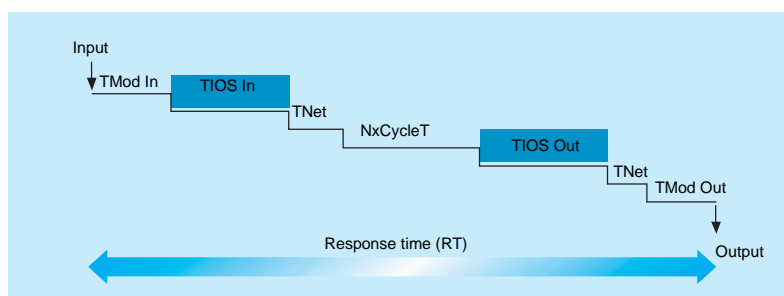 Input
TMod In
TIOS In
TNet
NxCycleT
TIOS Out
TNet
TMod Out
Output
Response time (RT)